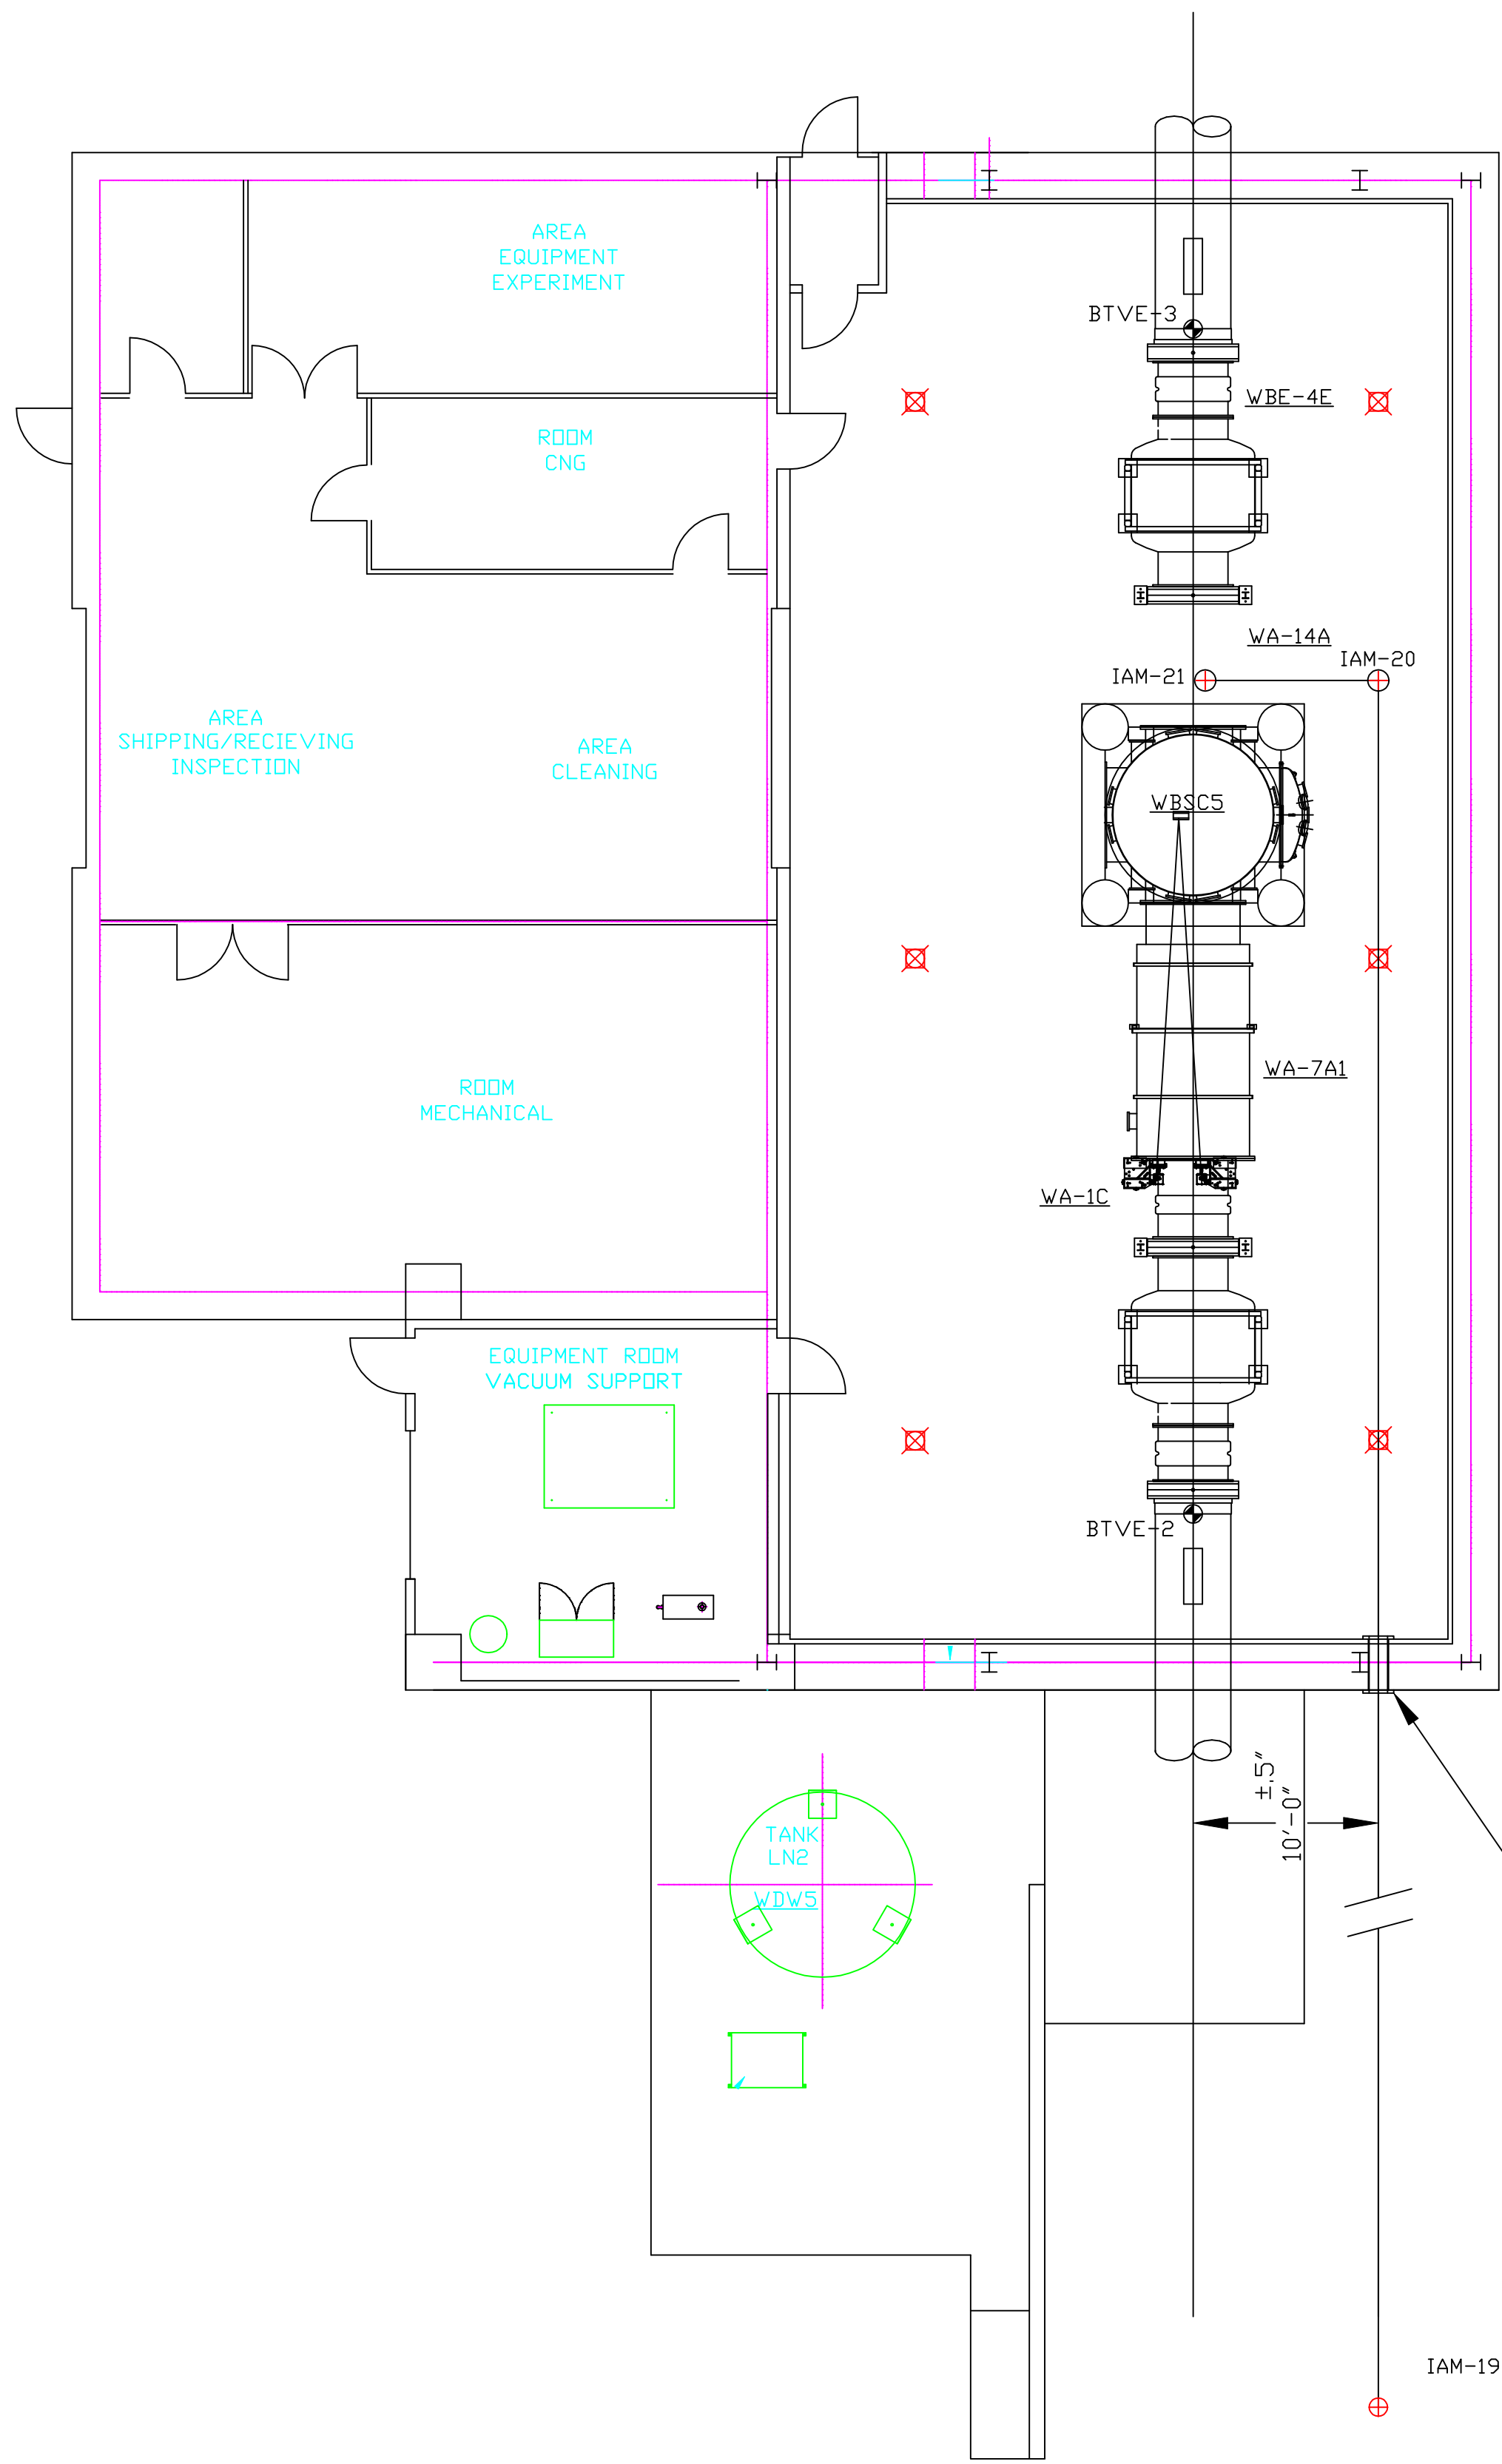 AREA
EQUIPMENT
EXPERIMENT
BTVE-3
WBE-4E
ROOM
CNG
WA-14A
IAM-21
IAM-20
AREA
SHIPPING/RECIEVING
INSPECTION
AREA
CLEANING
WBSC5
WA-7A1
ROOM
MECHANICAL
WA-1C
EQUIPMENT ROOM
VACUUM SUPPORT
BTVE-2
±.5"
10'-0"
TANK
LN2
WDW5
IAM-19